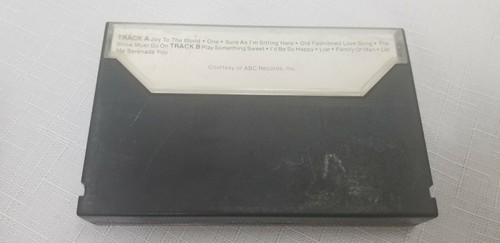 TRACK A Joy To The World • One • Sure As I'm Sitting Here • Old Fashioned Love Song • The
Show Must Go On TRACK B Play Something Sweet • I'd Be So Happy • Liar • Family Of Man • Let
Me Serenade You
Courtesy of ABC Records, Inc.